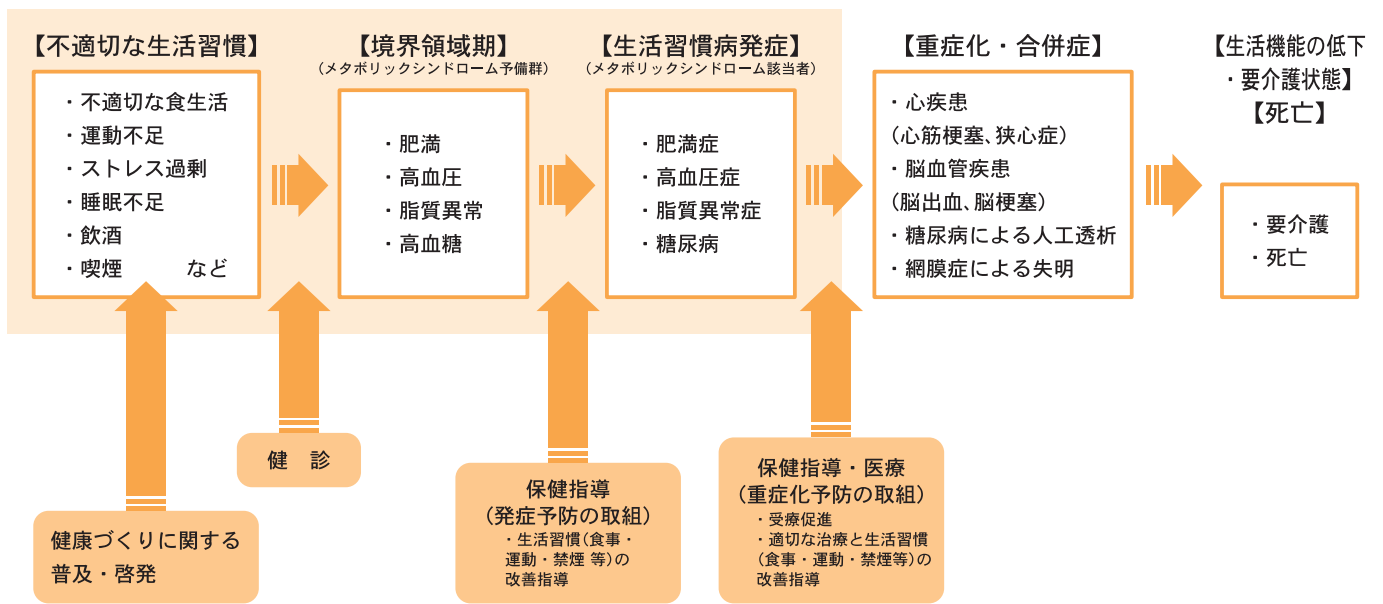 【不適切な生活習慣】
・不適切な食生活
・運動不足
・ストレス過剰
・睡眠不足
・飲酒
・喫煙　　　など
【境界領域期】
（メタボリックシンドローム予備群）
・肥満
・高血圧
・脂質異常
・高血糖
【生活習慣病発症】
（メタボリックシンドローム該当者）
・肥満症
・高血圧症
・脂質異常症
・糖尿病
【重症化・合併症】
・心疾患
（心筋梗塞、狭心症）
・脳血管疾患
（脳出血、脳梗塞）
・糖尿病による人工透析
・網膜症による失明
【生活機能の低下
・要介護状態】
【死亡】
・要介護
・死亡
健康づくりに関する
普及・啓発
健　診
保健指導
（発症予防の取組）
・生活習慣（食事・
運動・禁煙 等）の
改善指導
保健指導・医療
（重症化予防の取組）
・受療促進
・適切な治療と生活習慣
（食事・運動・禁煙等）の
改善指導